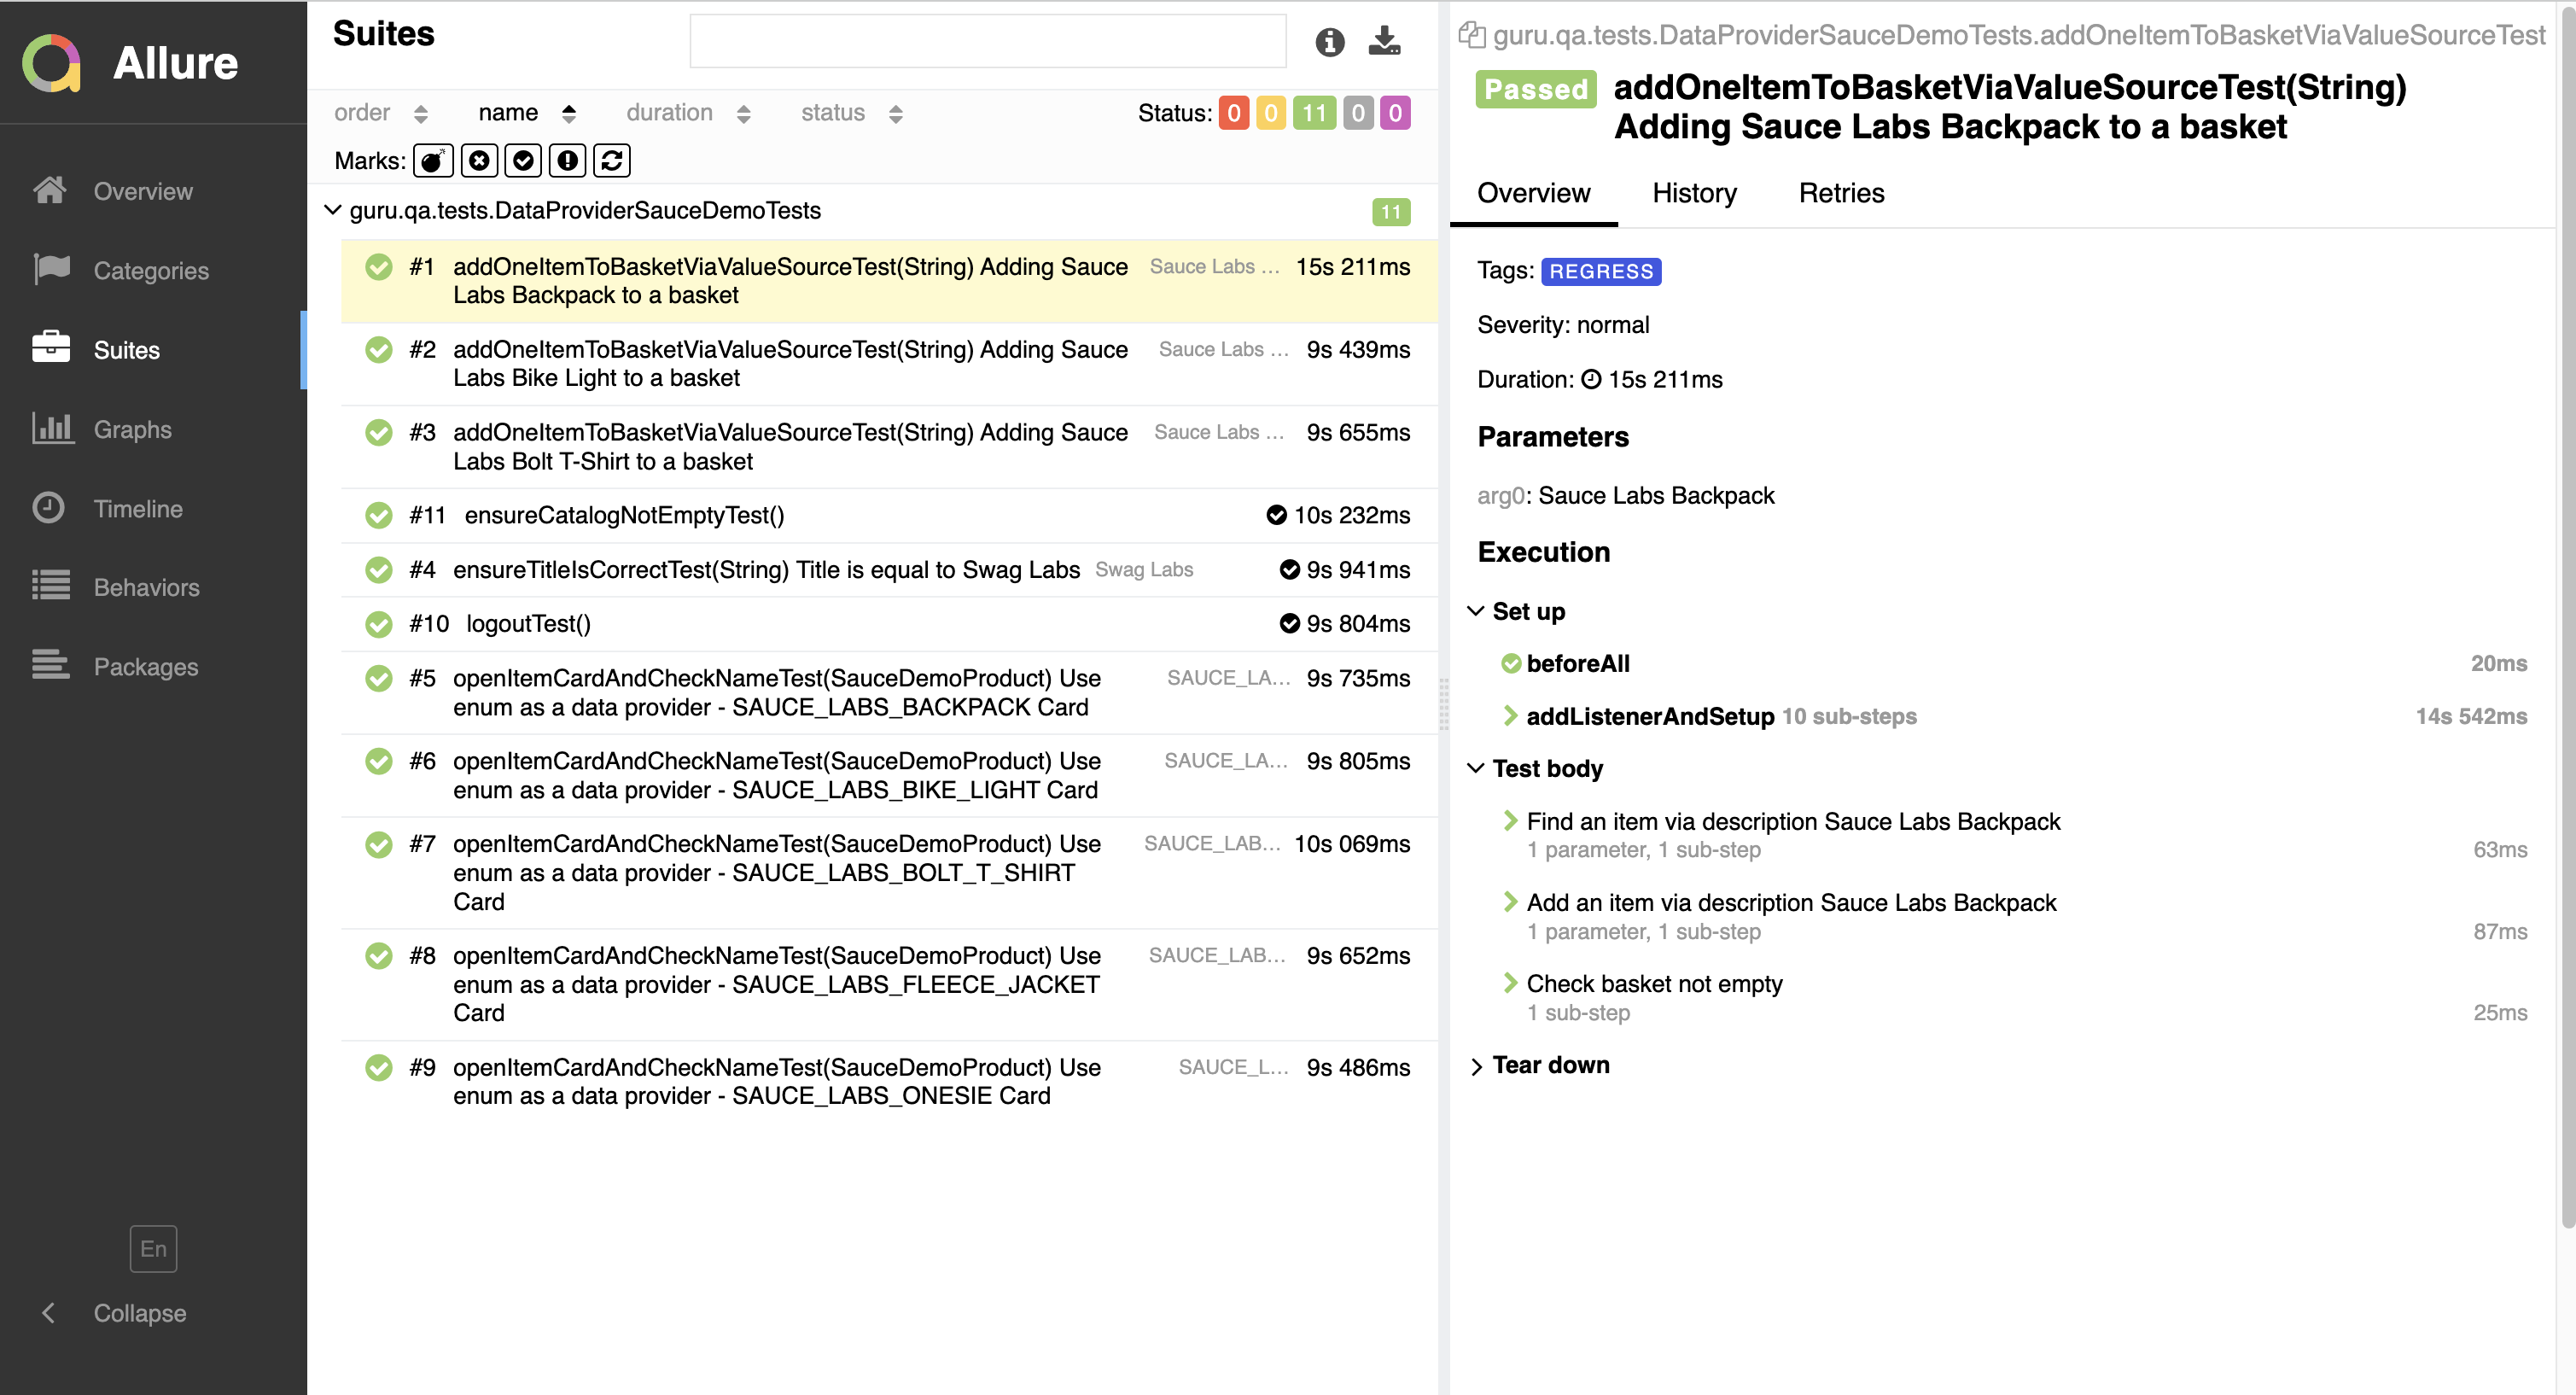 Allure
Overview
Categories
Suites
Graphs
Timeline
Behaviors
Packages
En
Collapse
Suites
order name duration status
Status: 0 0 11 0 0
Marks:
guru.qa.tests.DataProviderSauceDemoTests 11
#1 addOneItemToBasketViaValueSourceTest(String) Adding Sauce Sauce Labs ... 15s 211ms
Labs Backpack to a basket
#2 addOneItemToBasketViaValueSourceTest(String) Adding Sauce Sauce Labs ... 9s 439ms
Labs Bike Light to a basket
#3 addOneItemToBasketViaValueSourceTest(String) Adding Sauce Sauce Labs ... 9s 655ms
Labs Bolt T-Shirt to a basket
#11 ensureCatalogNotEmptyTest() 10s 232ms
#4 ensureTitleIsCorrectTest(String) Title is equal to Swag Labs Swag Labs 9s 941ms
#10 logoutTest() 9s 804ms
#5 openItemCardAndCheckNameTest(SauceDemoProduct) Use SAUCE_LA... 9s 735ms
enum as a data provider - SAUCE_LABS_BACKPACK Card
#6 openItemCardAndCheckNameTest(SauceDemoProduct) Use SAUCE_LA... 9s 805ms
enum as a data provider - SAUCE_LABS_BIKE_LIGHT Card
#7 openItemCardAndCheckNameTest(SauceDemoProduct) Use SAUCE_LAB... 10s 069ms
enum as a data provider - SAUCE_LABS_BOLT_T_SHIRT
Card
#8 openItemCardAndCheckNameTest(SauceDemoProduct) Use SAUCE_LAB... 9s 652ms
enum as a data provider - SAUCE_LABS_FLEECE_JACKET
Card
#9 openItemCardAndCheckNameTest(SauceDemoProduct) Use SAUCE_L... 9s 486ms
enum as a data provider - SAUCE_LABS_ONESIE Card
guru.qa.tests.DataProviderSauceDemoTests.addOneItemToBasketViaValueSourceTest
Passed addOneItemToBasketViaValueSourceTest(String)
Adding Sauce Labs Backpack to a basket
Overview History Retries
Tags: REGRESS
Severity: normal
Duration: 15s 211ms
Parameters
arg0: Sauce Labs Backpack
Execution
Set up
beforeAll 20ms
addListenerAndSetup 10 sub-steps 14s 542ms
Test body
Find an item via description Sauce Labs Backpack
1 parameter, 1 sub-step 63ms
Add an item via description Sauce Labs Backpack
1 parameter, 1 sub-step 87ms
Check basket not empty
1 sub-step 25ms
Tear down